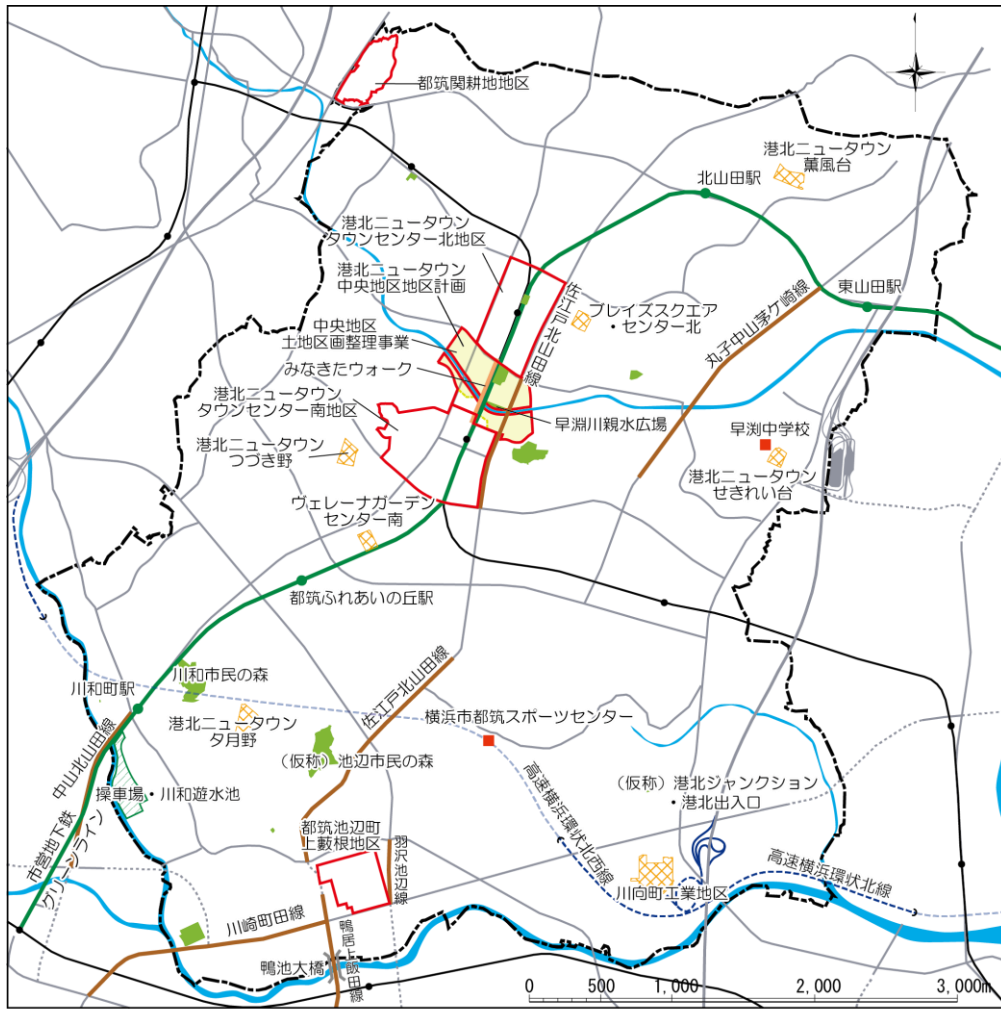 都筑関耕地地区
港北ニュータウン
薫風台
北山田駅
港北ニュータウン
タウンセンター北地区
港北ニュータウン
中央地区地区計画
佐江戸北山田線
プレイズスクエア
・センター北
丸子中山茅ケ崎線
東山田駅
中央地区
土地区画整理事業
みなきたウォーク
港北ニュータウン
タウンセンター南地区
早淵川親水広場
港北ニュータウン
つづき野
早渕中学校
港北ニュータウン
せきれい台
ヴェレーナガーデン
センター南
都筑ふれあいの丘駅
川和市民の森
川和町駅
港北ニュータウン
夕月野
佐江戸北山田線
横浜市都筑スポーツセンター
(仮称)池辺市民の森
中山北山田線
操車場・川和遊水池
市営地下鉄
グリーンライン
(仮称)港北ジャンクション
・港北出入口
高速横浜環状北西線
都筑池辺町
上藪根地区
羽沢池辺線
川向町工業地区
高速横浜環状北線
川崎町田線
鴨居上飯田線
鴨池大橋
0 500 1,000 2,000 3,000m